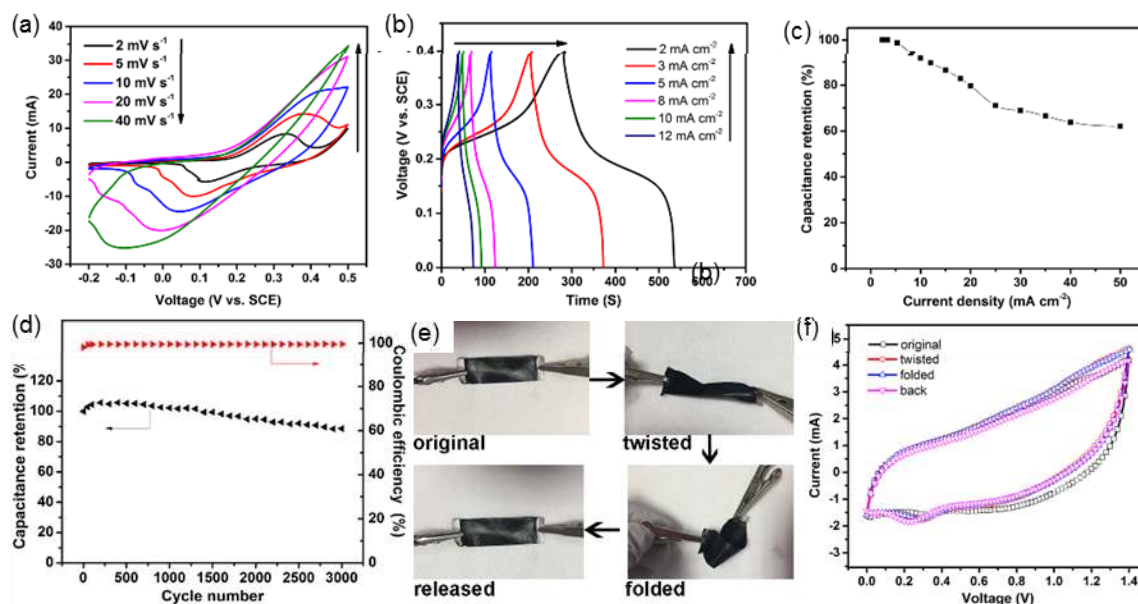 (a)
2 mV s⁻¹
5 mV s⁻¹
10 mV s⁻¹
20 mV s⁻¹
40 mV s⁻¹
Current (mA)
40
30
20
10
0
-10
-20
-30
-0.2 -0.1 0.0 0.1 0.2 0.3 0.4 0.5
Voltage (V vs. SCE)
(b)
2 mA cm⁻²
3 mA cm⁻²
5 mA cm⁻²
8 mA cm⁻²
10 mA cm⁻²
12 mA cm⁻²
Voltage (V vs. SCE)
0.4
0.3
0.2
0.1
0.0
0 100 200 300 400 500 600 700
(b)
Time (S)
(c)
Capacitance retention (%)
100
80
60
40
20
0
0 10 20 30 40 50
Current density (mA cm⁻²)
(d)
Capacitance retention (%
120
100
80
60
40
20
0
100
80
60
40
20
0
Coulombic efficiency (%)
0 500 1000 1500 2000 2500 3000
Cycle number
(e)
original
twisted
released
folded
(f)
original
twisted
folded
back
Current (mA)
4
3
2
1
0
-1
-2
-3
0.0 0.2 0.4 0.6 0.8 1.0 1.2 1.4
Voltage (V)